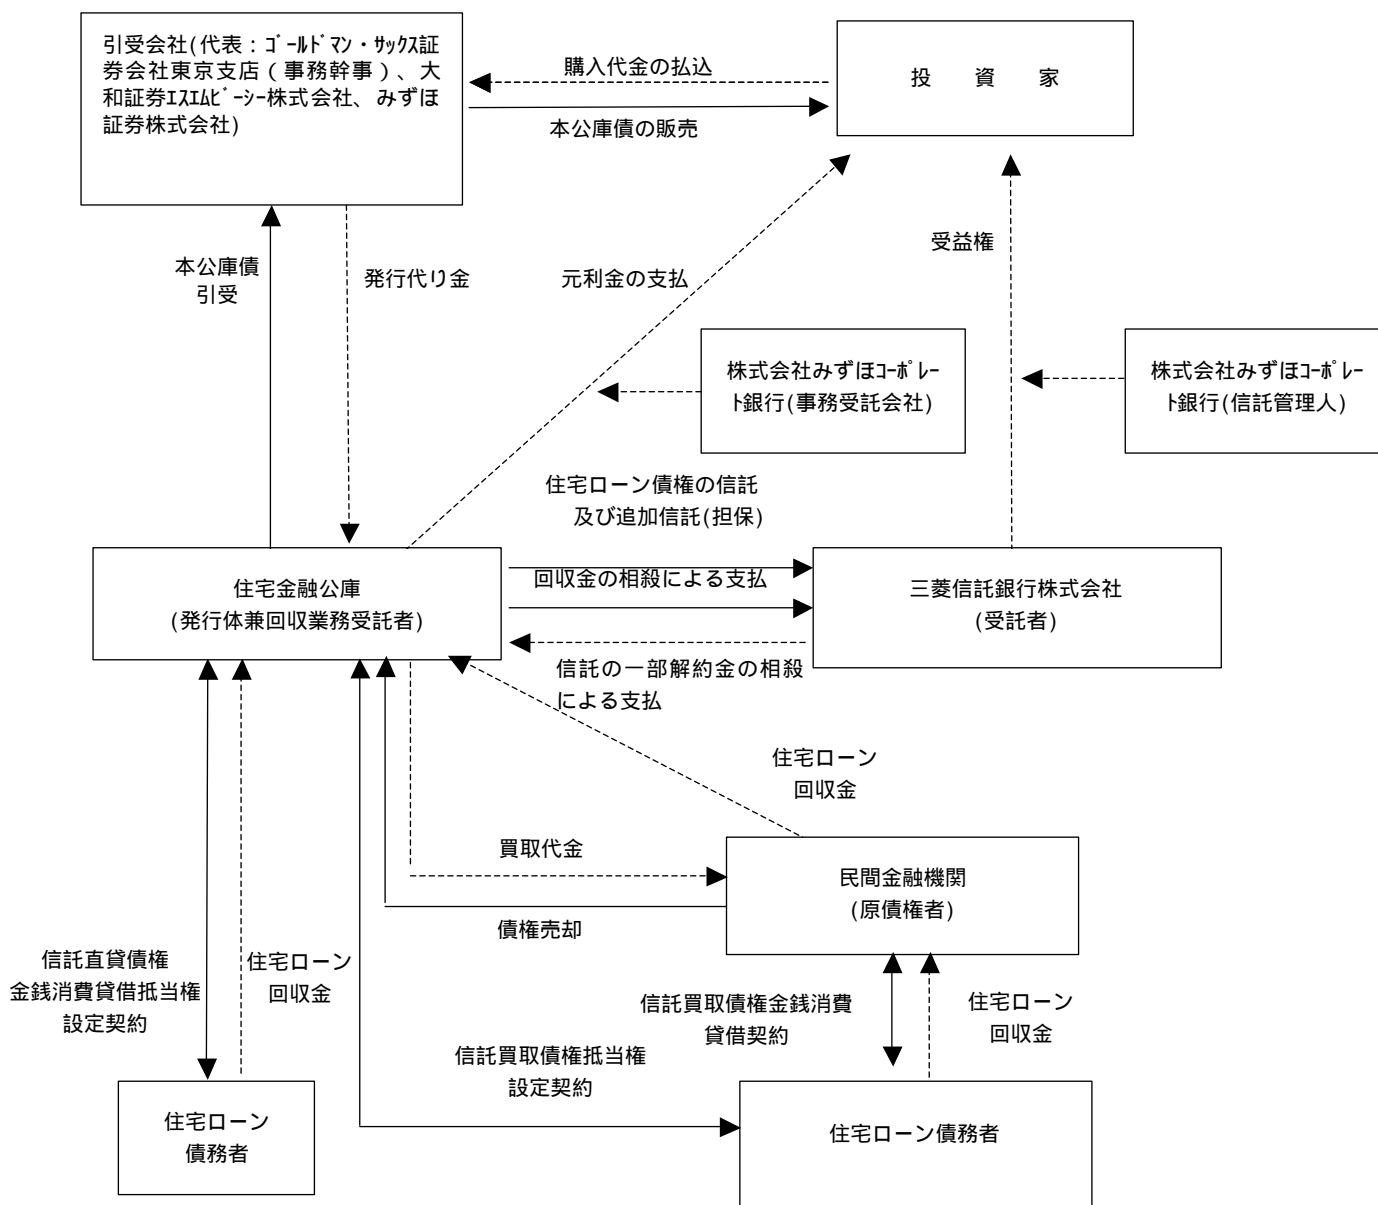 引受会社(代表：ｺﾞｰﾙﾄﾞﾏﾝ・ｻｯｸｽ証
券会社東京支店（事務幹事）、大
和証券ｴｽｴﾑﾋﾞｰｼｰ株式会社、みずほ
証券株式会社)
購入代金の払込
投　資　家
本公庫債の販売
本公庫債
引受
発行代り金
元利金の支払
受益権
株式会社みずほｺｰﾎﾟﾚｰ
ﾄ銀行(事務受託会社)
株式会社みずほｺｰﾎﾟﾚｰ
ﾄ銀行(信託管理人)
住宅ローン債権の信託
及び追加信託(担保)
住宅金融公庫
(発行体兼回収業務受託者)
回収金の相殺による支払
三菱信託銀行株式会社
(受託者)
信託の一部解約金の相殺
による支払
住宅ローン
回収金
買取代金
民間金融機関
(原債権者)
債権売却
信託直貸債権
金銭消費貸借抵当権
設定契約
住宅ローン
回収金
信託買取債権金銭消費
貸借契約
住宅ローン
回収金
信託買取債権抵当権
設定契約
住宅ローン
債務者
住宅ローン債務者